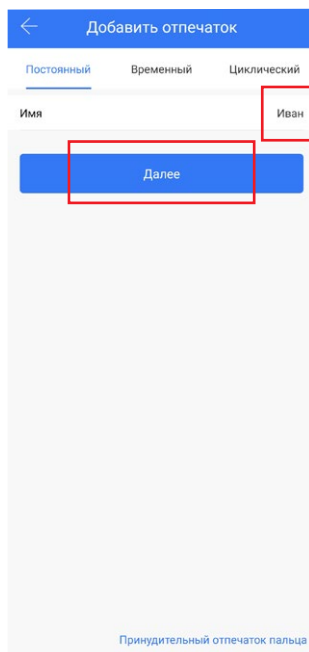 Добавить отпечаток
Постоянный Временный Циклический
Имя Иван
Далее
Принудительный отпечаток пальца